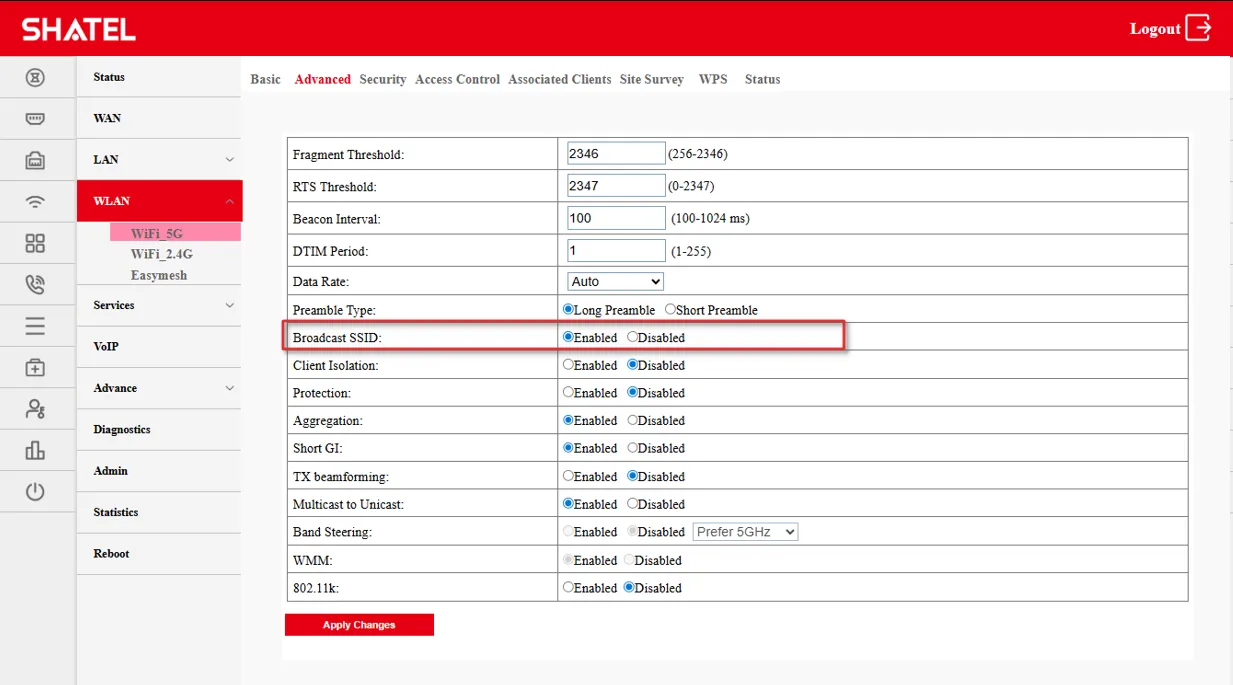 SHATEL
Logout
Status
WAN
LAN
WLAN
WiFi_5G
WiFi_2.4G
Easymesh
Services
VoIP
Advance
Diagnostics
Admin
Statistics
Reboot
Basic Advanced Security Access Control Associated Clients Site Survey WPS Status
Fragment Threshold: 2346 (256-2346)
RTS Threshold: 2347 (0-2347)
Beacon Interval: 100 (100-1024 ms)
DTIM Period: 1 (1-255)
Data Rate: Auto
Preamble Type: Long Preamble Short Preamble
Broadcast SSID: Enabled Disabled
Client Isolation: Enabled Disabled
Protection: Enabled Disabled
Aggregation: Enabled Disabled
Short GI: Enabled Disabled
TX beamforming: Enabled Disabled
Multicast to Unicast: Enabled Disabled
Band Steering: Enabled Disabled Prefer 5GHz
WMM: Enabled Disabled
802.11k: Enabled Disabled
Apply Changes